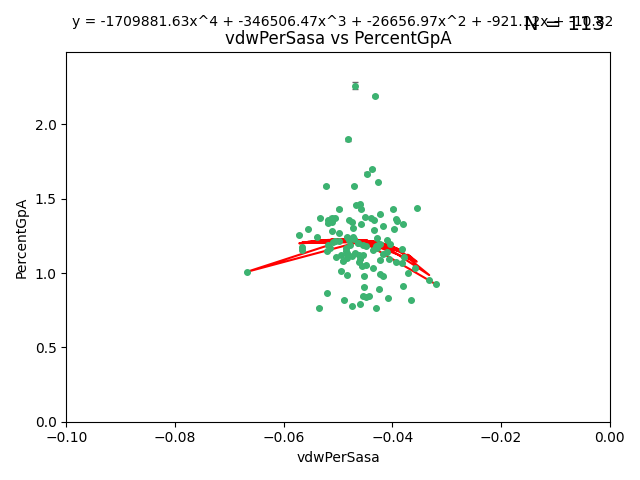 y = -1709881.63x^4 + -346506.47x^3 + -26656.97x^2 + -921.12x +
N = 113
vdwPerSasa vs PercentGpA
PercentGpA
2.0
1.5
1.0
0.5
0.0
−0.10 −0.08 −0.06 −0.04 −0.02 0.00
vdwPerSasa